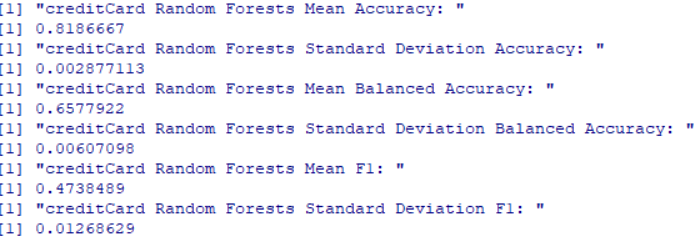 [1] "creditCard Random Forests Mean Accuracy: "
[1] 0.8186667
[1] "creditCard Random Forests Standard Deviation Accuracy: "
[1] 0.002877113
[1] "creditCard Random Forests Mean Balanced Accuracy: "
[1] 0.6577922
[1] "creditCard Random Forests Standard Deviation Balanced Accuracy: "
[1] 0.00607098
[1] "creditCard Random Forests Mean F1: "
[1] 0.4738489
[1] "creditCard Random Forests Standard Deviation F1: "
[1] 0.01268629